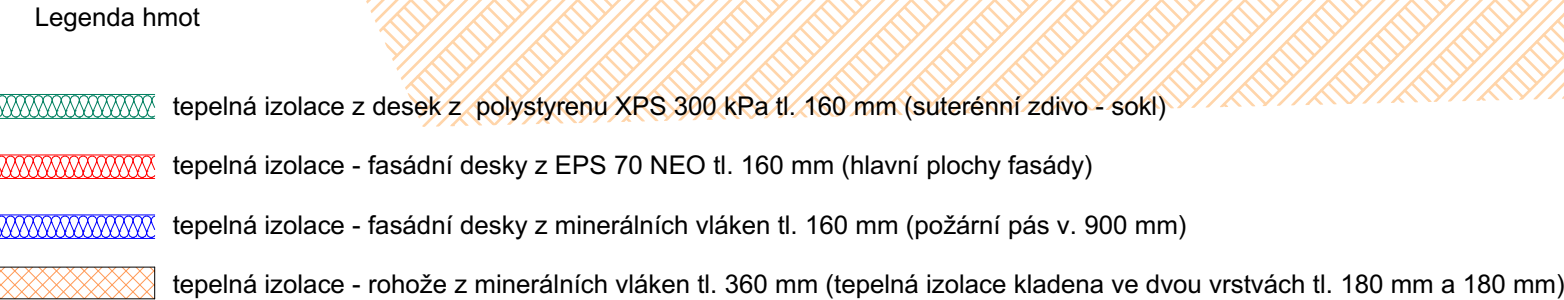 Legenda hmot
tepelná izolace z desek z  polystyrenu XPS 300 kPa tl. 160 mm (suterénní zdivo - sokl)
tepelná izolace - fasádní desky z EPS 70 NEO tl. 160 mm (hlavní plochy fasády)
tepelná izolace - fasádní desky z minerálních vláken tl. 160 mm (požární pás v. 900 mm)
tepelná izolace - rohože z minerálních vláken tl. 360 mm (tepelná izolace kladena ve dvou vrstvách tl. 180 mm a 180 mm)